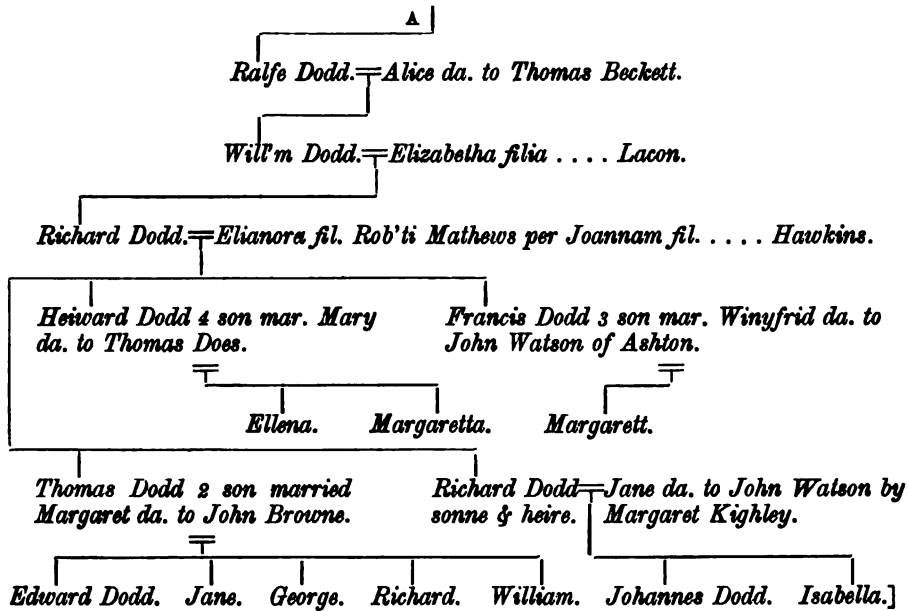 A
Ralfe Dodd.=Alice da. to Thomas Beckett.
Will'm Dodd.=Elizabetha filia .... Lacon.
Richard Dodd.=Elianora fil. Rob'ti Mathews per Joannam fil. .... Hawkins.
Heiward Dodd 4 son mar. Mary
da. to Thomas Does.
Francis Dodd 3 son mar. Winyfrid da. to
John Watson of Ashton.
Ellena. Margaretta. Margarett.
Thomas Dodd 2 son married
Margaret da. to John Browne.
Richard Dodd=Jane da. to John Watson by
sonne & heire. Margaret Kighley.
Edward Dodd. Jane. George. Richard. William. Johannes Dodd. Isabella.]